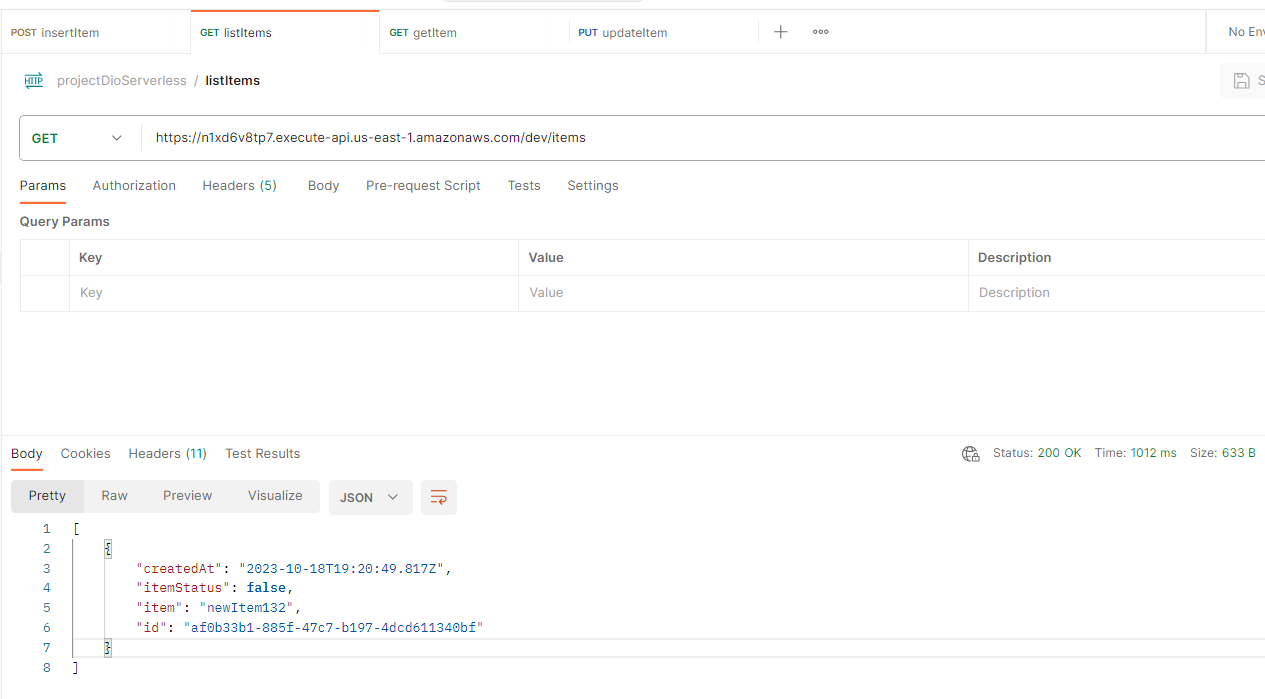 POST insertItem GET listItems GET getItem PUT updateItem No Env
HTTP projectDioServerless / listItems S
GET https://n1xd6v8tp7.execute-api.us-east-1.amazonaws.com/dev/items
Params Authorization Headers (5) Body Pre-request Script Tests Settings
Query Params
Key Value Description
Key Value Description
Body Cookies Headers (11) Test Results Status: 200 OK Time: 1012 ms Size: 633 B
Pretty Raw Preview Visualize JSON
1 [
2 {
3 "createdAt": "2023-10-18T19:20:49.817Z",
4 "itemStatus": false,
5 "item": "newItem132",
6 "id": "af0b33b1-885f-47c7-b197-4dcd611340bf"
7 }
8 ]